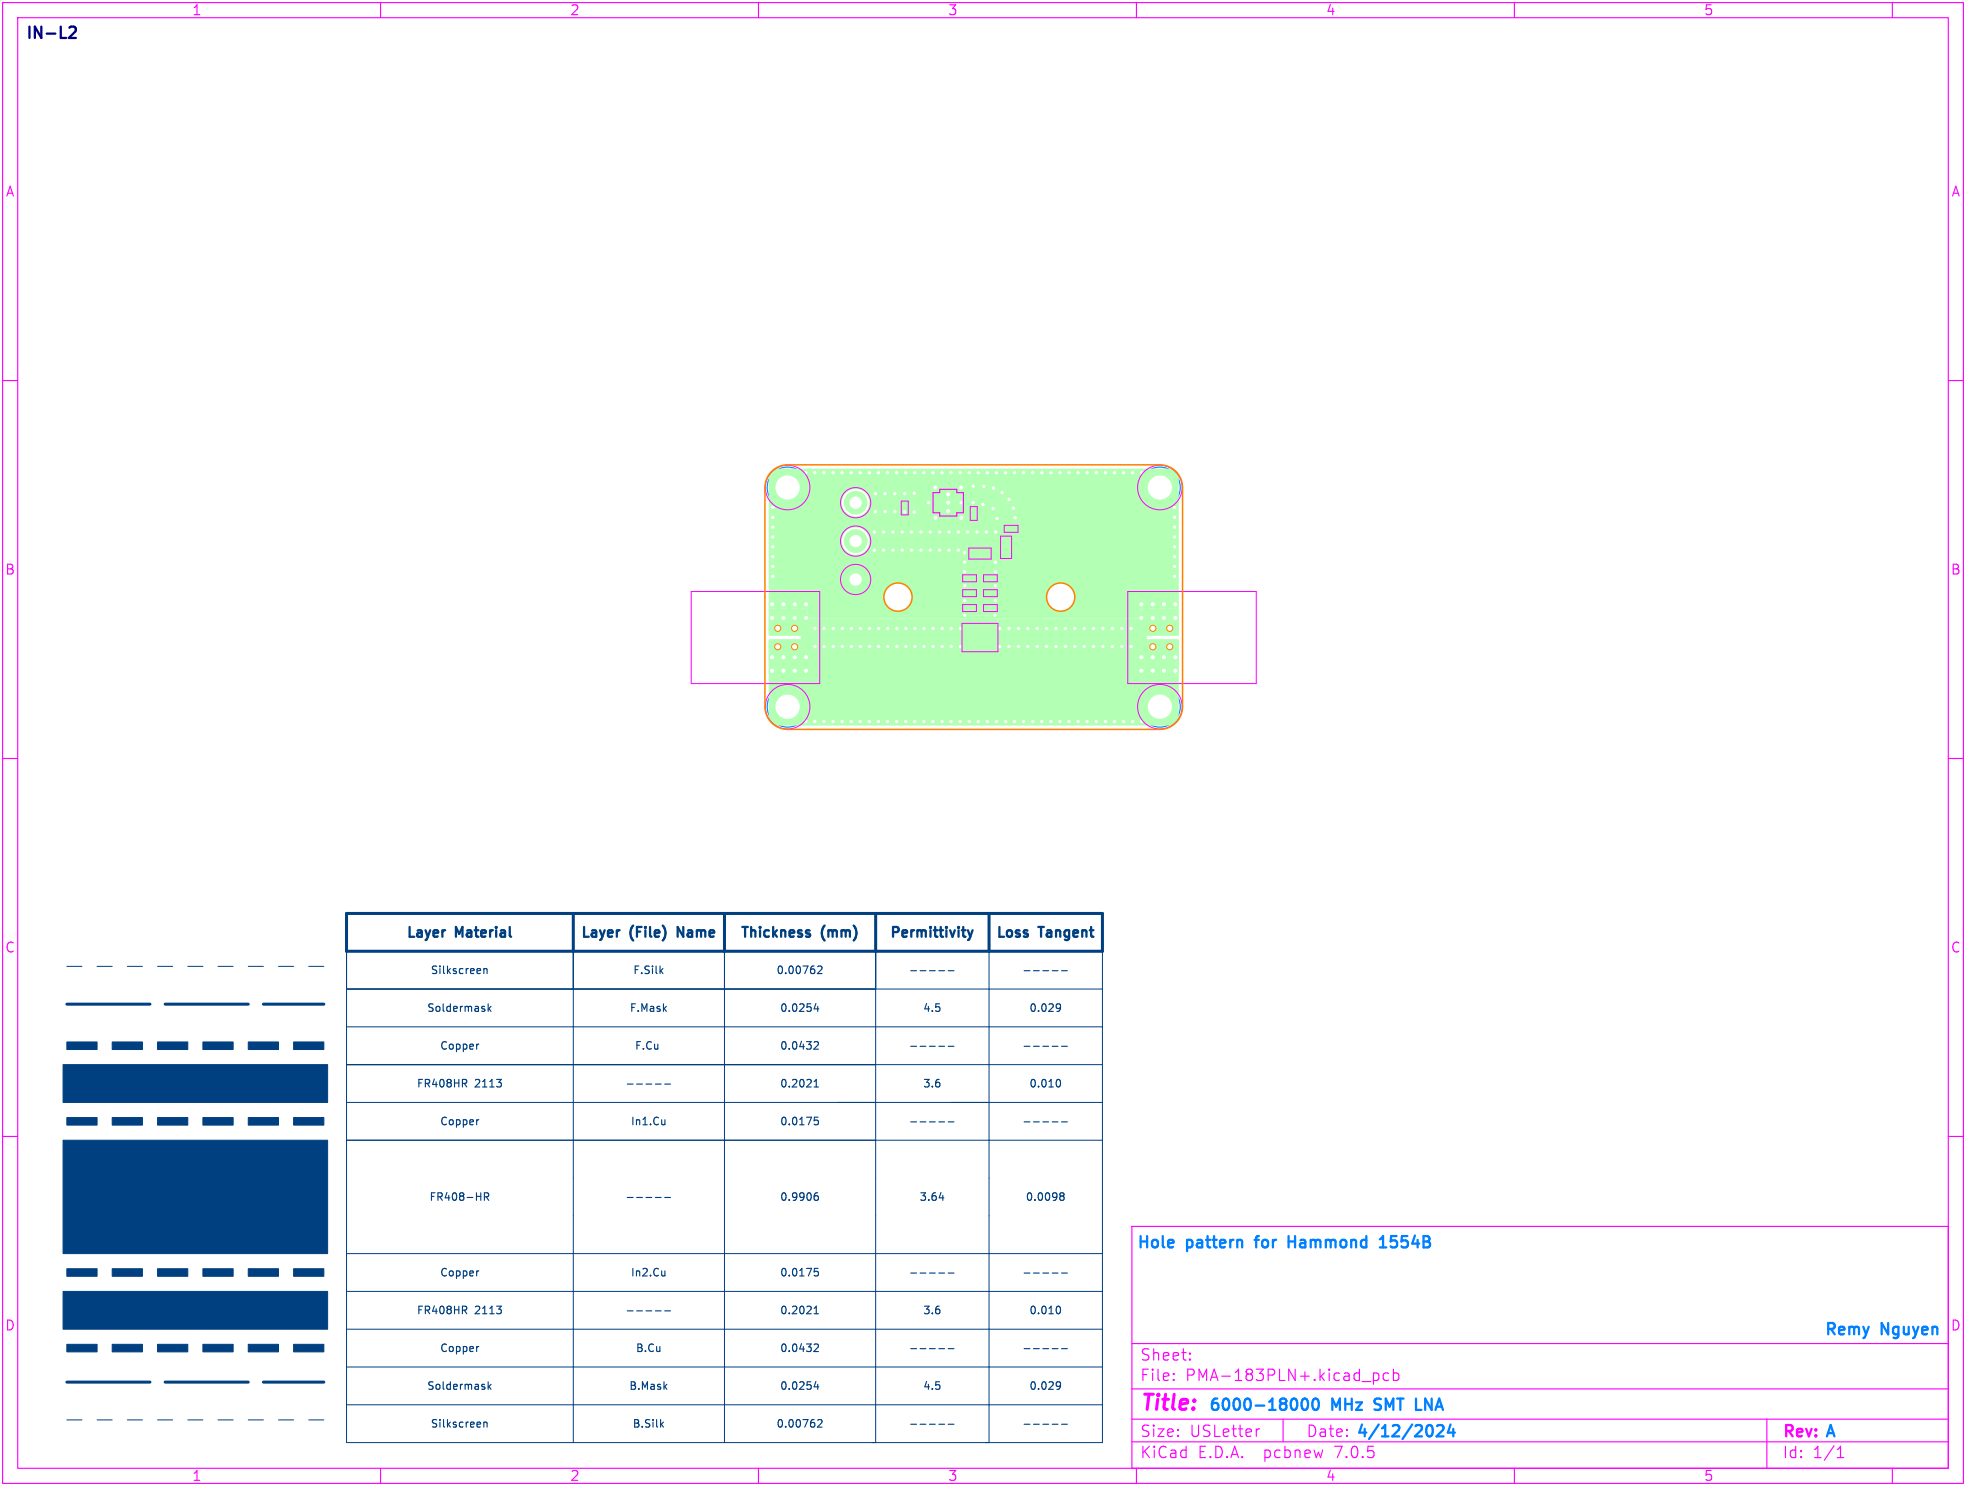 1 2 3 4 5
IN-L2
A A
B B
C C
D D
Layer Material Layer (File) Name Thickness (mm) Permittivity Loss Tangent
Silkscreen F.Silk 0.00762 ----- -----
Soldermask F.Mask 0.0254 4.5 0.029
Copper F.Cu 0.0432 ----- -----
FR408HR 2113 ----- 0.2021 3.6 0.010
Copper In1.Cu 0.0175 ----- -----
FR408-HR ----- 0.9906 3.64 0.0098
Copper In2.Cu 0.0175 ----- -----
FR408HR 2113 ----- 0.2021 3.6 0.010
Copper B.Cu 0.0432 ----- -----
Soldermask B.Mask 0.0254 4.5 0.029
Silkscreen B.Silk 0.00762 ----- -----
Hole pattern for Hammond 1554B
Remy Nguyen
Sheet:
File: PMA-183PLN+.kicad_pcb
Title: 6000-18000 MHz SMT LNA
Size: USLetter Date: 4/12/2024 Rev: A
KiCad E.D.A. pcbnew 7.0.5 Id: 1/1
1 2 3 4 5